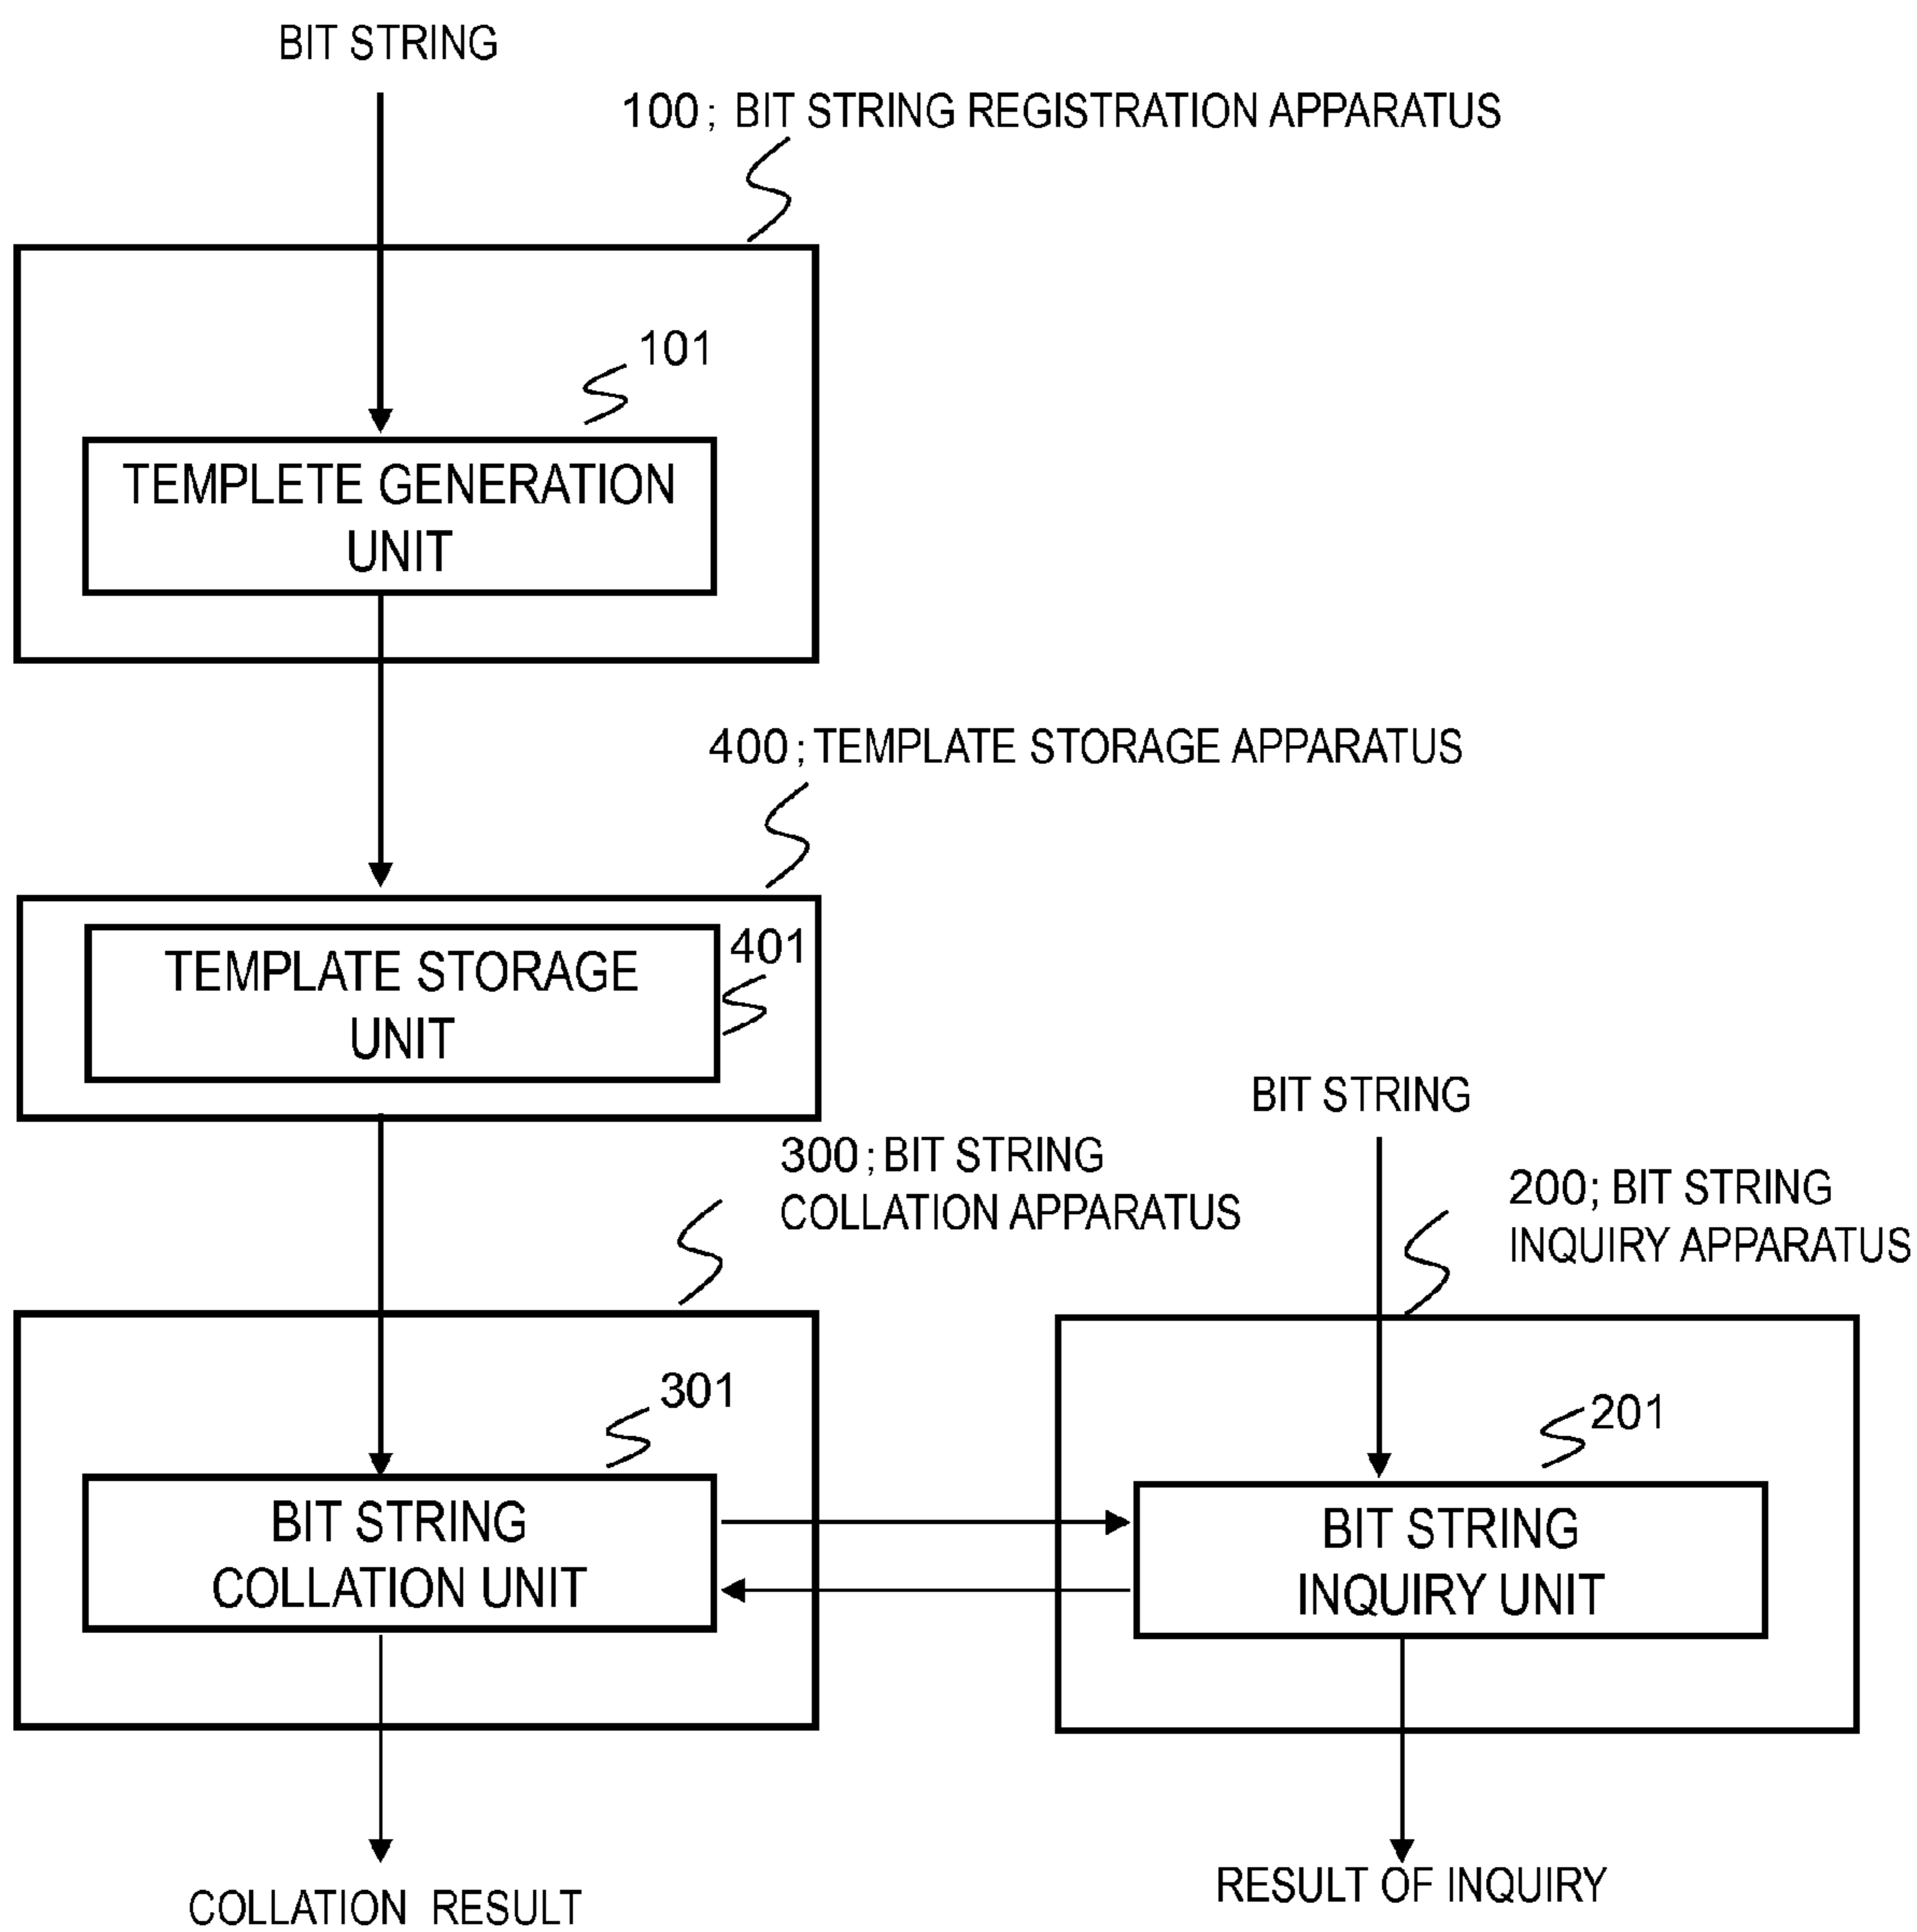 BIT STRING
100; BIT STRING REGISTRATION APPARATUS
101
TEMPLETE GENERATION
UNIT
400; TEMPLATE STORAGE APPARATUS
401
TEMPLATE STORAGE
UNIT
BIT STRING
300; BIT STRING
COLLATION APPARATUS
200; BIT STRING
INQUIRY APPARATUS
301
201
BIT STRING
COLLATION UNIT
BIT STRING
INQUIRY UNIT
COLLATION RESULT
RESULT OF INQUIRY